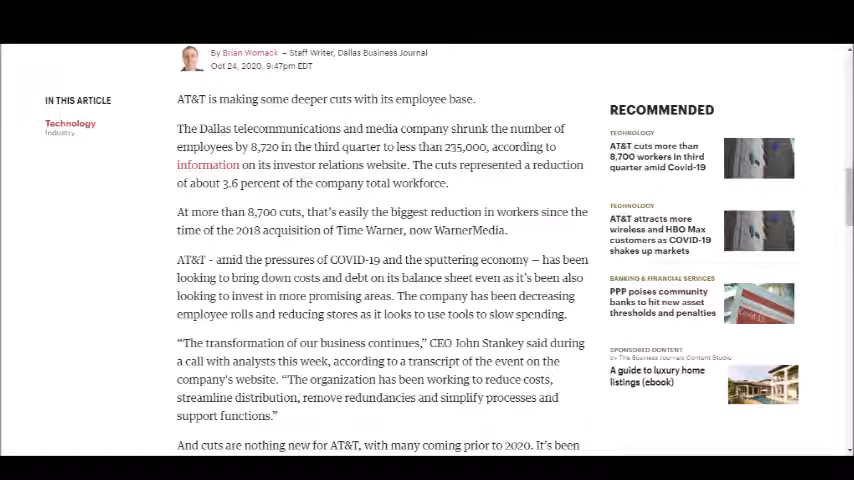 By Brian Womack – Staff Writer, Dallas Business Journal
Oct 24, 2020, 9:47pm EDT
IN THIS ARTICLE
Technology
Industry
AT&T is making some deeper cuts with its employee base.
The Dallas telecommunications and media company shrunk the number of
employees by 8,720 in the third quarter to less than 235,000, according to
information on its investor relations website. The cuts represented a reduction
of about 3.6 percent of the company total workforce.
At more than 8,700 cuts, that’s easily the biggest reduction in workers since the
time of the 2018 acquisition of Time Warner, now WarnerMedia.
AT&T - amid the pressures of COVID-19 and the sputtering economy — has been
looking to bring down costs and debt on its balance sheet even as it’s been also
looking to invest in more promising areas. The company has been decreasing
employee rolls and reducing stores as it looks to use tools to slow spending.
“The transformation of our business continues,” CEO John Stankey said during
a call with analysts this week, according to a transcript of the event on the
company’s website. “The organization has been working to reduce costs,
streamline distribution, remove redundancies and simplify processes and
support functions.”
And cuts are nothing new for AT&T, with many coming prior to 2020. It’s been
RECOMMENDED
TECHNOLOGY
AT&T cuts more than
8,700 workers in third
quarter amid Covid-19
TECHNOLOGY
AT&T attracts more
wireless and HBO Max
customers as COVID-19
shakes up markets
BANKING & FINANCIAL SERVICES
PPP poises community
banks to hit new asset
thresholds and penalties
SPONSORED CONTENT
by The Business Journals Content Studio
A guide to luxury home
listings (ebook)